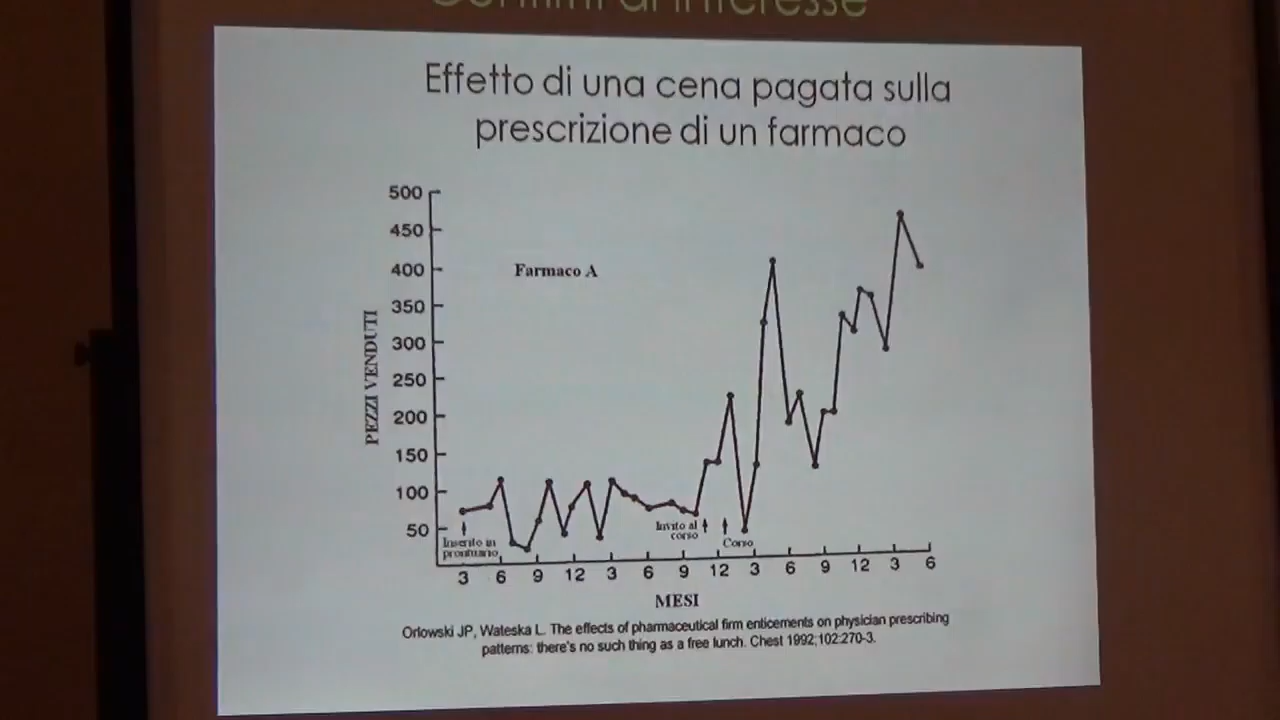 Conflitti di interesse
Effetto di una cena pagata sulla
prescrizione di un farmaco
500
450
400
350
300
250
200
150
100
50
PEZZI VENDUTI
Farmaco A
Inserito in
prontuario
Invito al
corso
Corso
3 6 9 12 3 6 9 12 3 6 9 12 3 6
MESI
Orlowski JP, Wateska L. The effects of pharmaceutical firm enticements on physician prescribing
patterns: there's no such thing as a free lunch. Chest 1992;102:270-3.